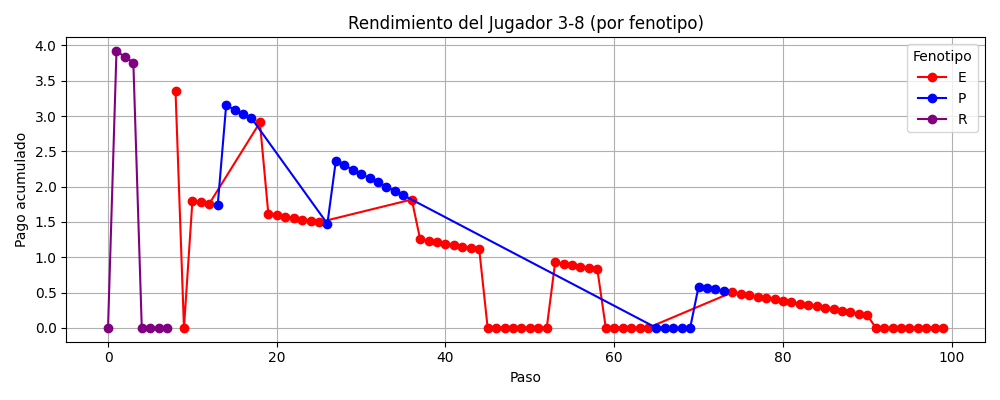 Rendimiento del Jugador 3-8 (por fenotipo)
Pago acumulado
4.0
3.5
3.0
2.5
2.0
1.5
1.0
0.5
0.0
0 20 40 60 80 100
Paso
Fenotipo
E
P
R